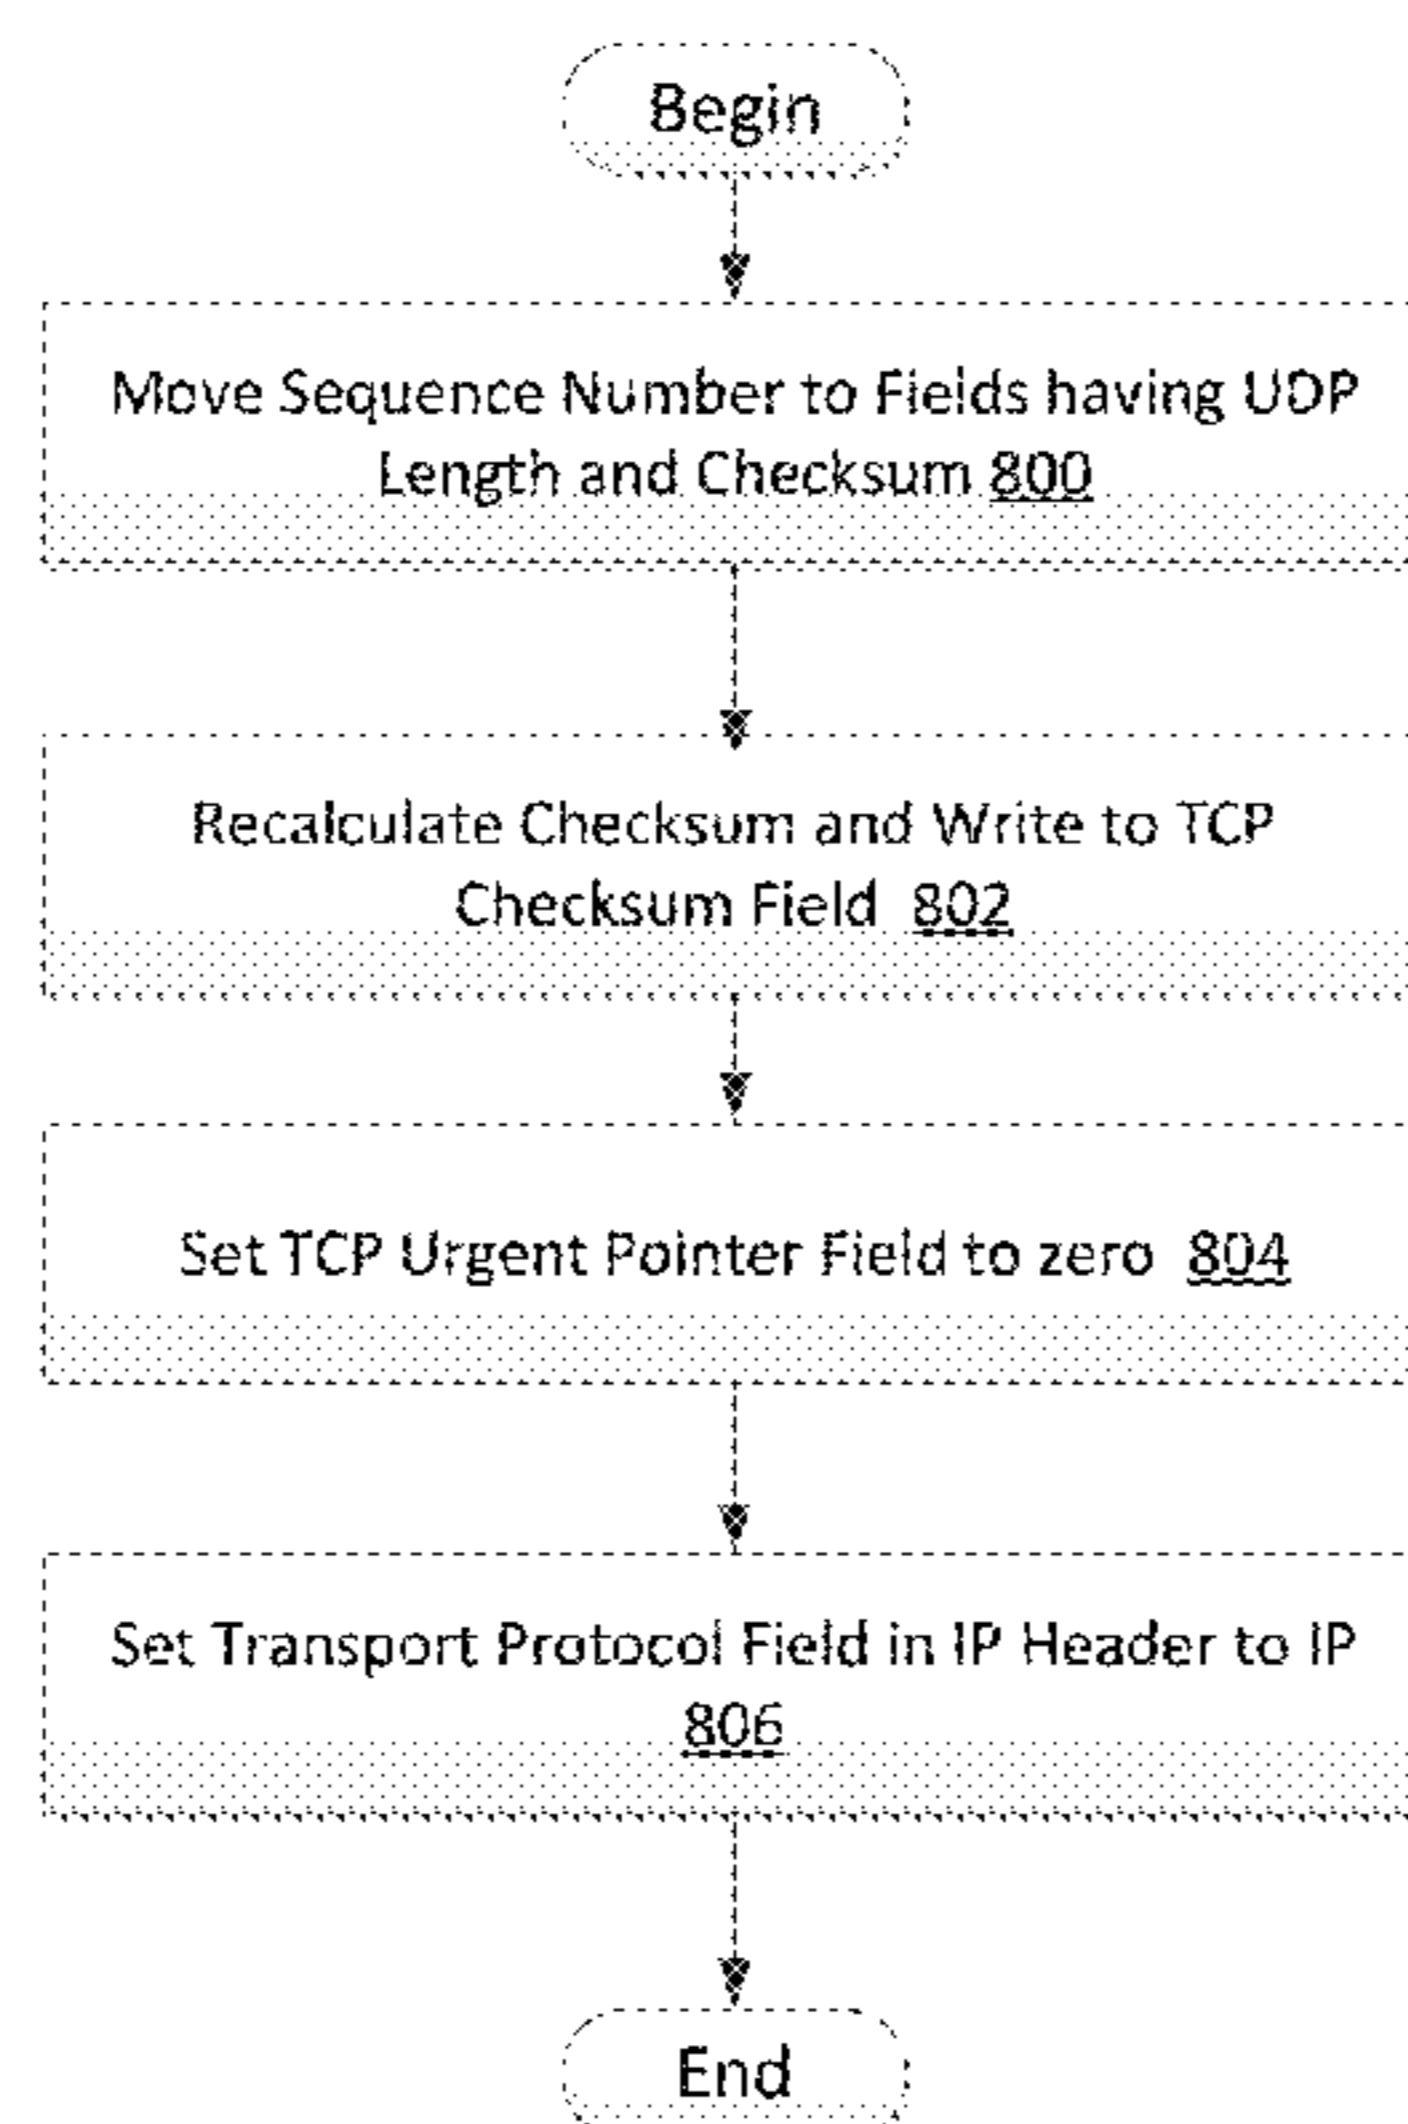 Begin
Move Sequence Number to Fields having UDP
Length and Checksum 800
Recalculate Checksum and Write to TCP
Checksum Field 802
Set TCP Urgent Pointer Field to zero 804
Set Transport Protocol Field in IP Header to IP
806
End